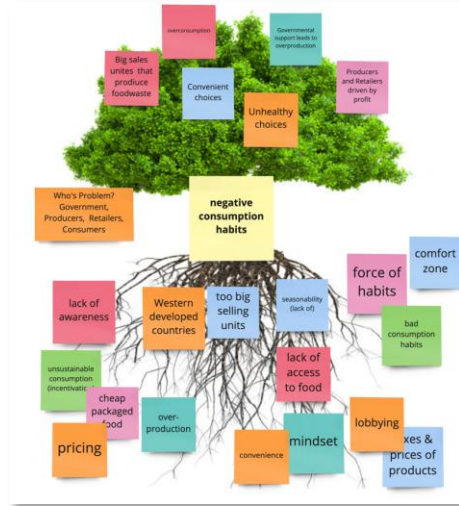 overconsumption
Governmental
support leads to
overproduction
Big sales
unites that
produce
foodwaste
Convenient
choices
Producers
and Retailers
driven by
profit
Unhealthy
choices
Who's Problem?
Government,
Producers, Retailers,
Consumers
negative
consumption
habits
comfort
zone
force of
habits
lack of
awareness
Western
developed
countries
too big
selling
units
seasonability
(lack of)
bad
consumption
habits
lack of
access
to food
unsustainable
consumption
cheap
packaged
food
over-
production
pricing
convenience
mindset
lobbying
prices of
products